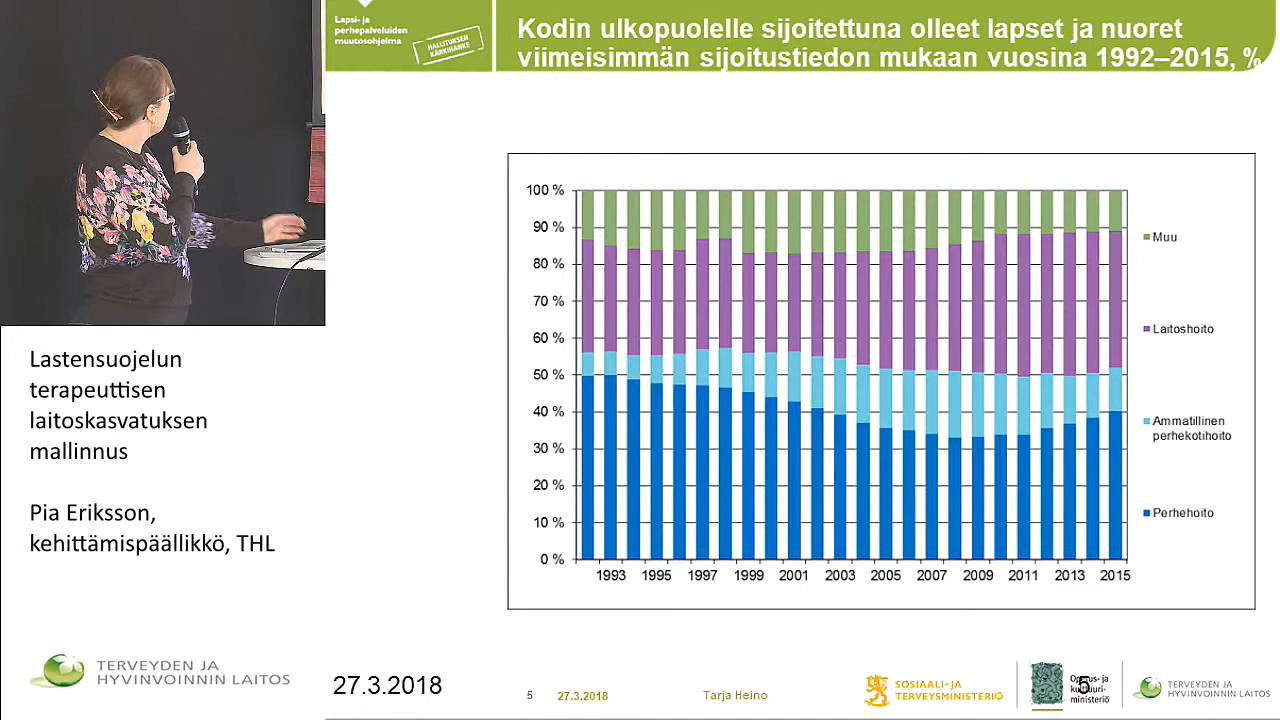 Lapsi- ja
perhepalveluiden
muutosohjelma
HALLITUKSEN
KÄRKIHANKE
Kodin ulkopuolelle sijoitettuna olleet lapset ja nuoret
viimeisimmän sijoitustiedon mukaan vuosina 1992–2015, %
100 %
90 %
80 %
70 %
60 %
50 %
40 %
30 %
20 %
10 %
0 %
1993 1995 1997 1999 2001 2003 2005 2007 2009 2011 2013 2015
Muu
Laitoshoito
Ammatillinen
perhekotihoito
Perhehoito
Lastensuojelun
terapeuttisen
laitoskasvatuksen
mallinnus
Pia Eriksson,
kehittämispäällikkö, THL
TERVEYDEN JA
HYVINVOINNIN LAITOS
27.3.2018
5
27.3.2018
Tarja Heino
SOSIAALI- JA
TERVEYSMINISTERIÖ
5
kulttuuri-
ministeriö
TERVEYDEN JA
HYVINVOINNIN LAITOS